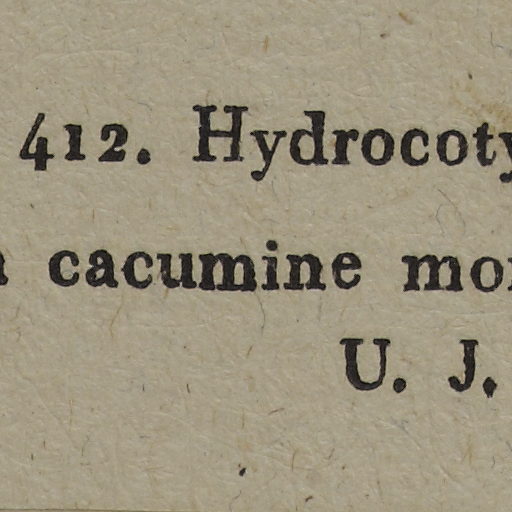 412. Hydrocoty
cacumine mo
U. J.